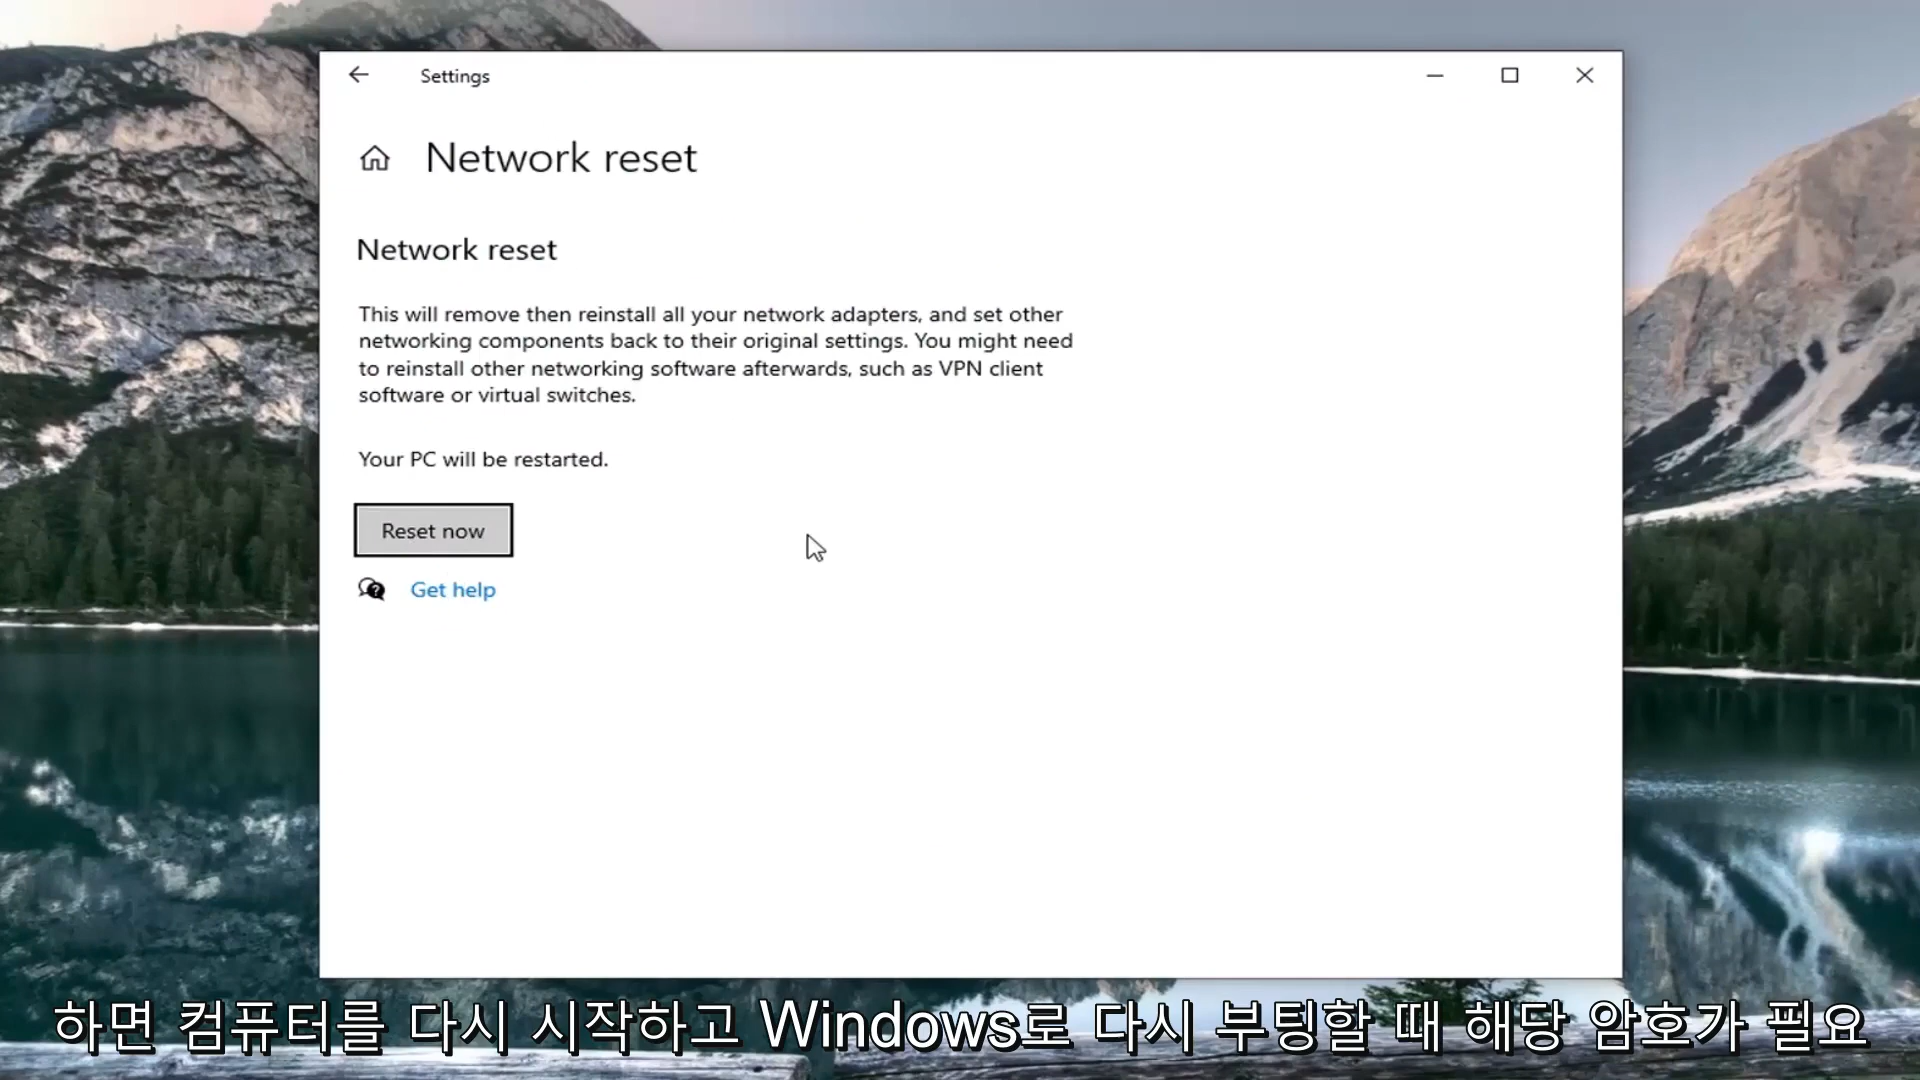 Settings
Network reset
Network reset
This will remove then reinstall all your network adapters, and set other
networking components back to their original settings. You might need
to reinstall other networking software afterwards, such as VPN client
software or virtual switches.
Your PC will be restarted.
Reset now
Get help
하면 컴퓨터를 다시 시작하고 Windows로 다시 부팅할 때 해당 암호가 필요